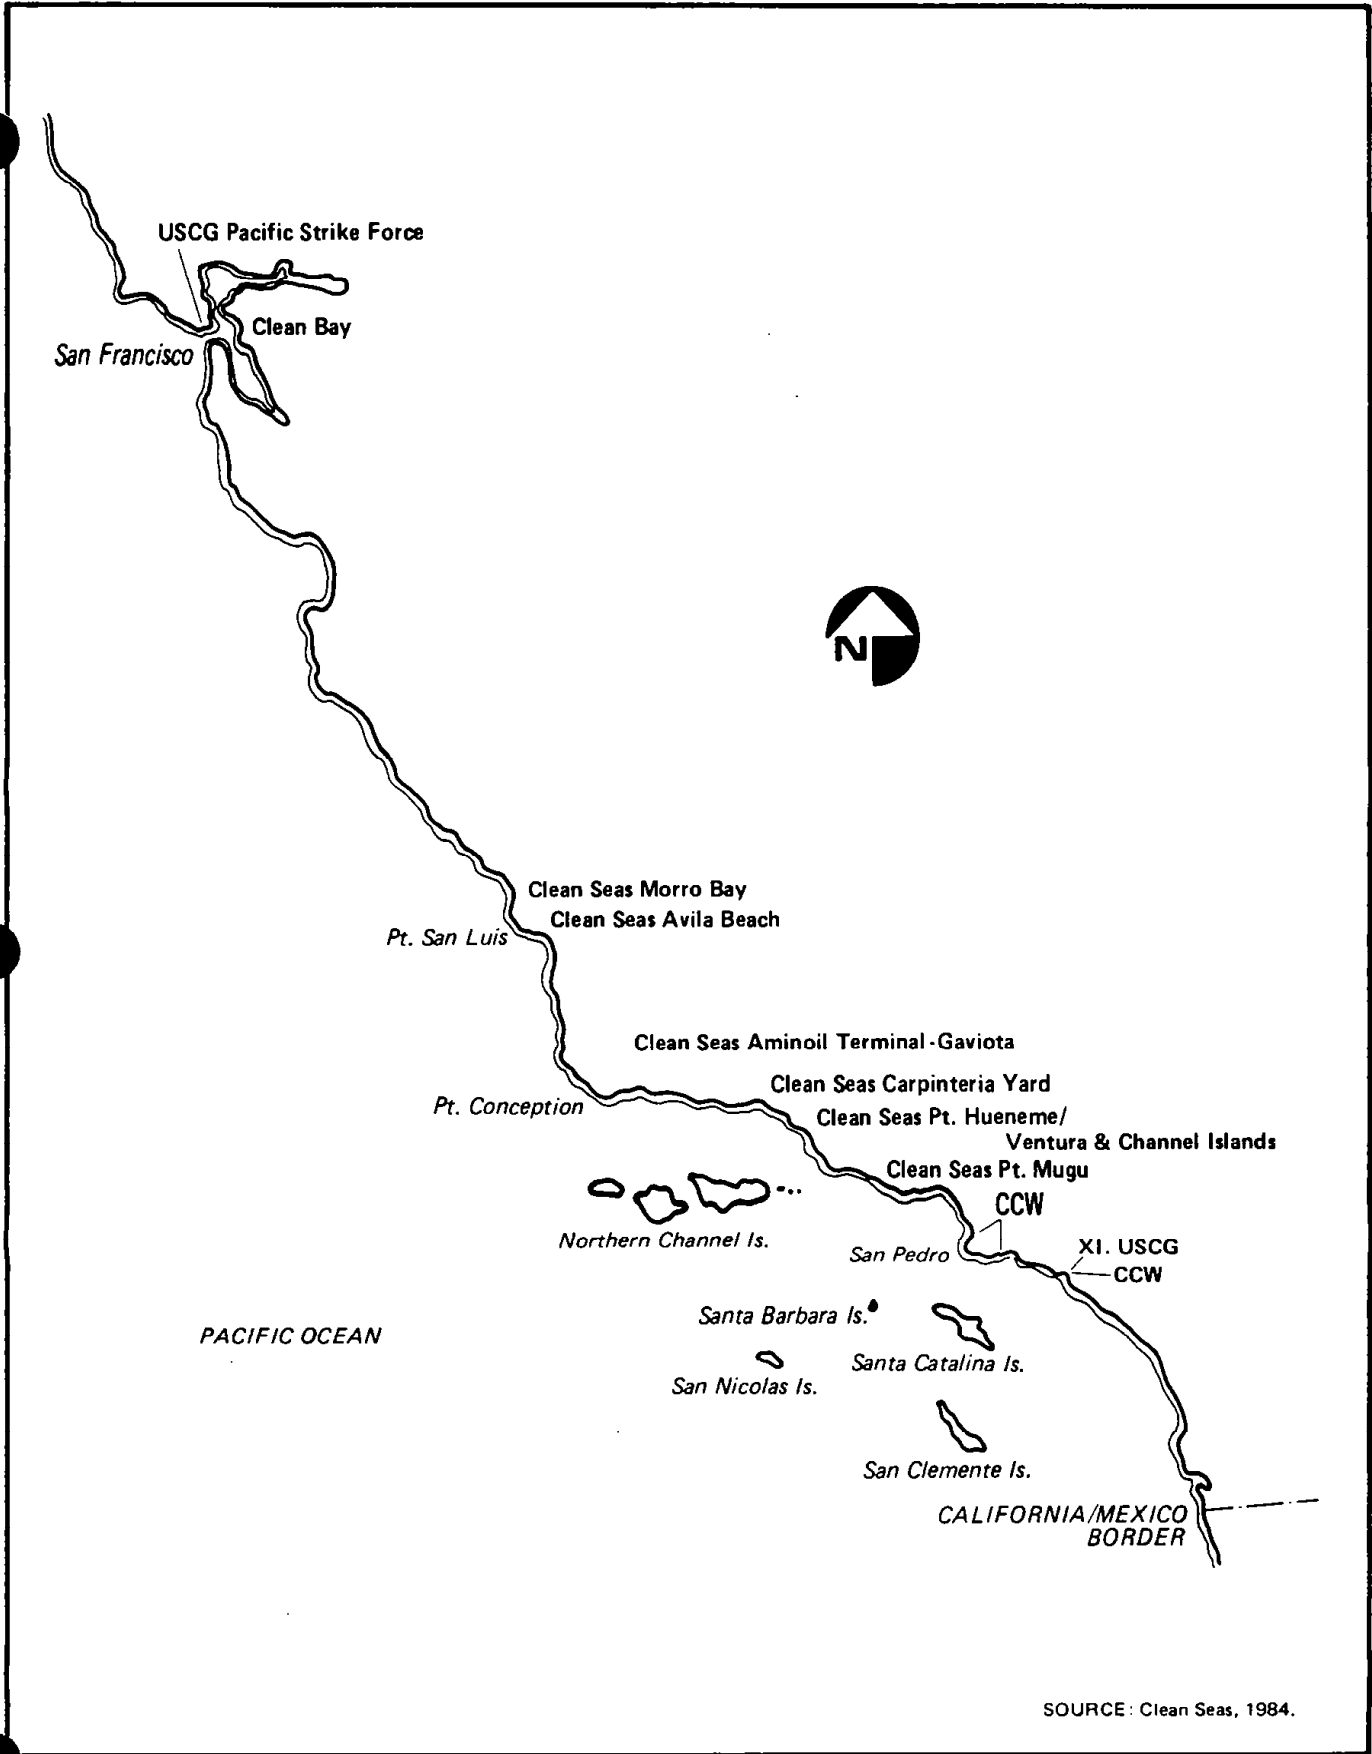 USCG Pacific Strike Force
Clean Bay
San Francisco
N
Clean Seas Morro Bay
Clean Seas Avila Beach
Pt. San Luis
Clean Seas Aminoil Terminal-Gaviota
Clean Seas Carpinteria Yard
Pt. Conception
Clean Seas Pt. Hueneme/
Ventura & Channel Islands
Clean Seas Pt. Mugu
CCW
Northern Channel Is.
San Pedro
XI. USCG
CCW
Santa Barbara Is.
PACIFIC OCEAN
Santa Catalina Is.
San Nicolas Is.
San Clemente Is.
CALIFORNIA/MEXICO
BORDER
SOURCE: Clean Seas, 1984.